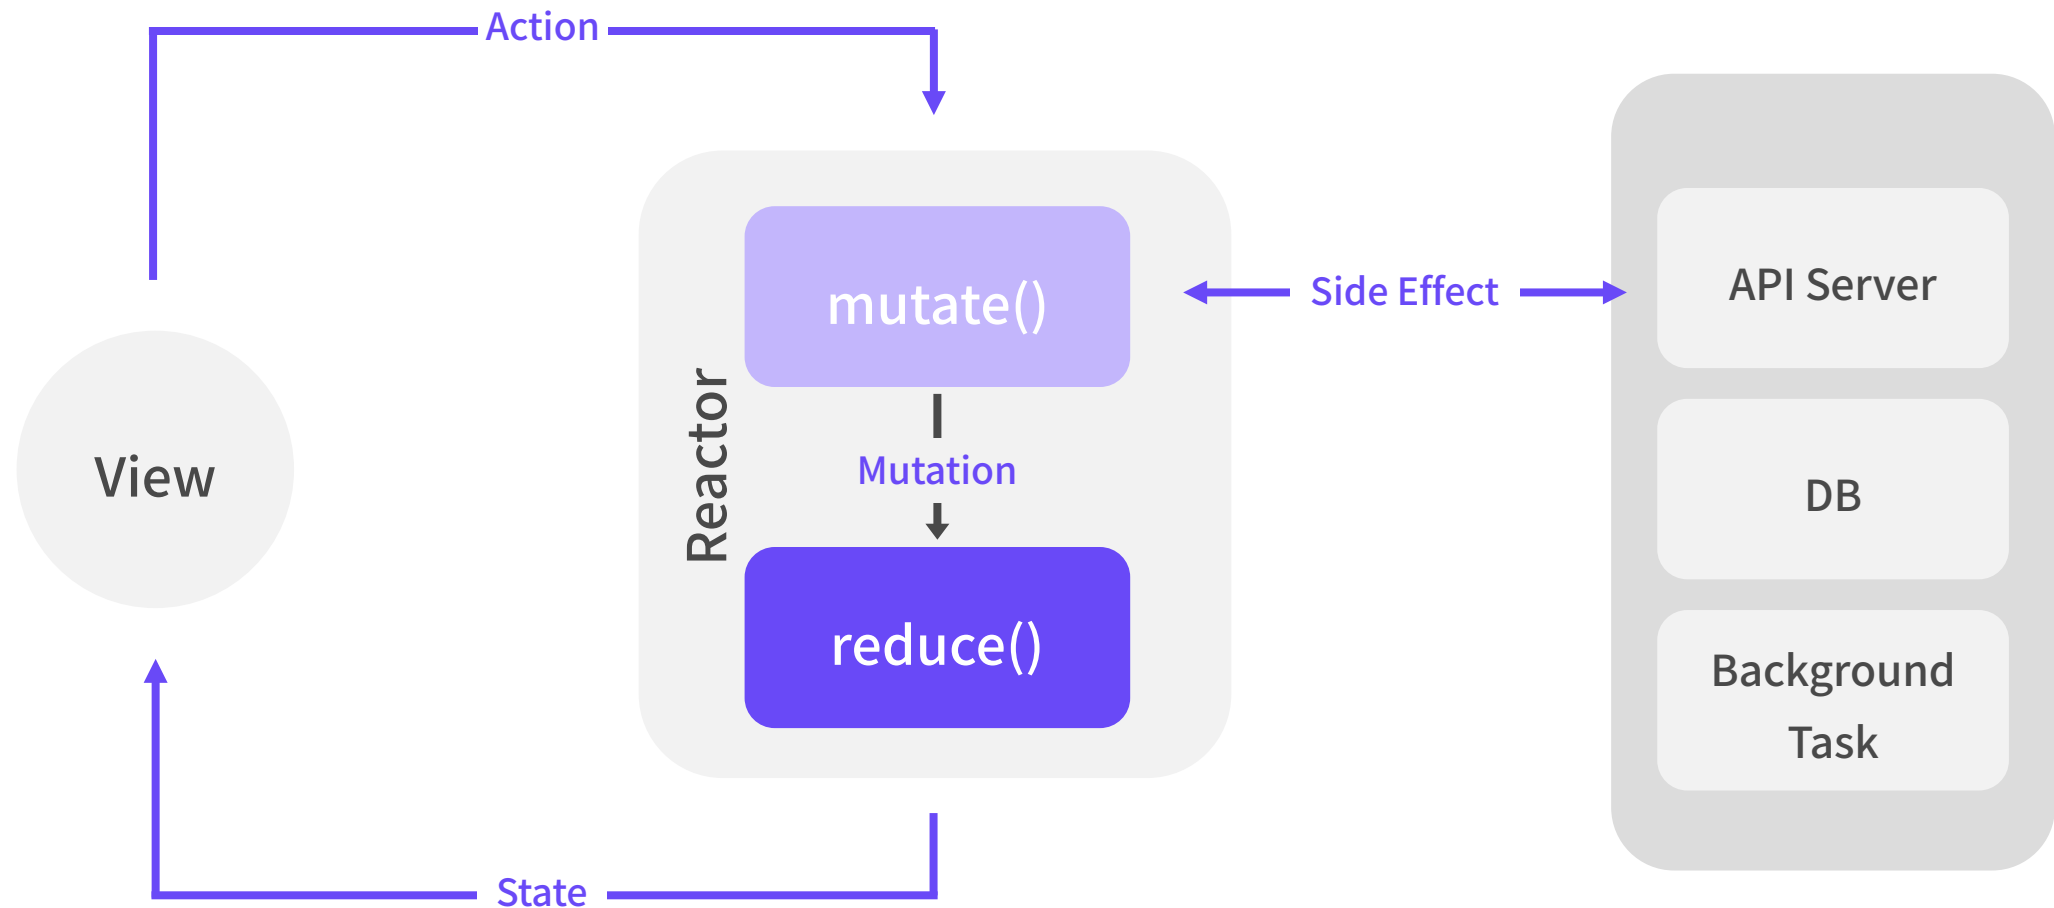 Action
View
Reactor
mutate()
Mutation
reduce()
Side Effect
API Server
DB
Background
Task
State